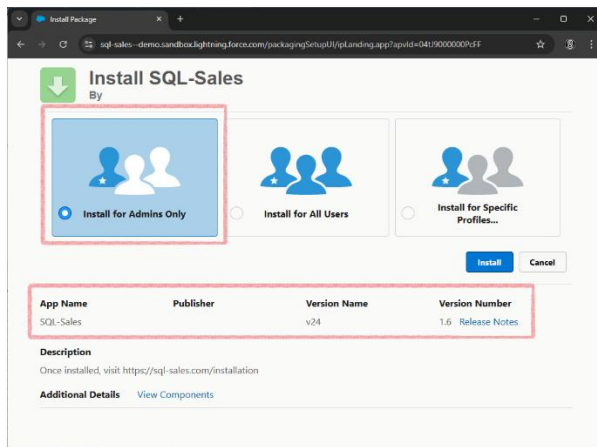 Install Package
sql-sales--demo.sandbox.lightning.force.com/packagingSetupUI/ipLanding.app?apvId=04tJ9000000PcFF
Install SQL-Sales
By
Install for Admins Only
Install for All Users
Install for Specific
Profiles...
Install Cancel
App Name Publisher Version Name Version Number
SQL-Sales v24 1.6 Release Notes
Description
Once installed, visit https://sql-sales.com/installation
Additional Details View Components